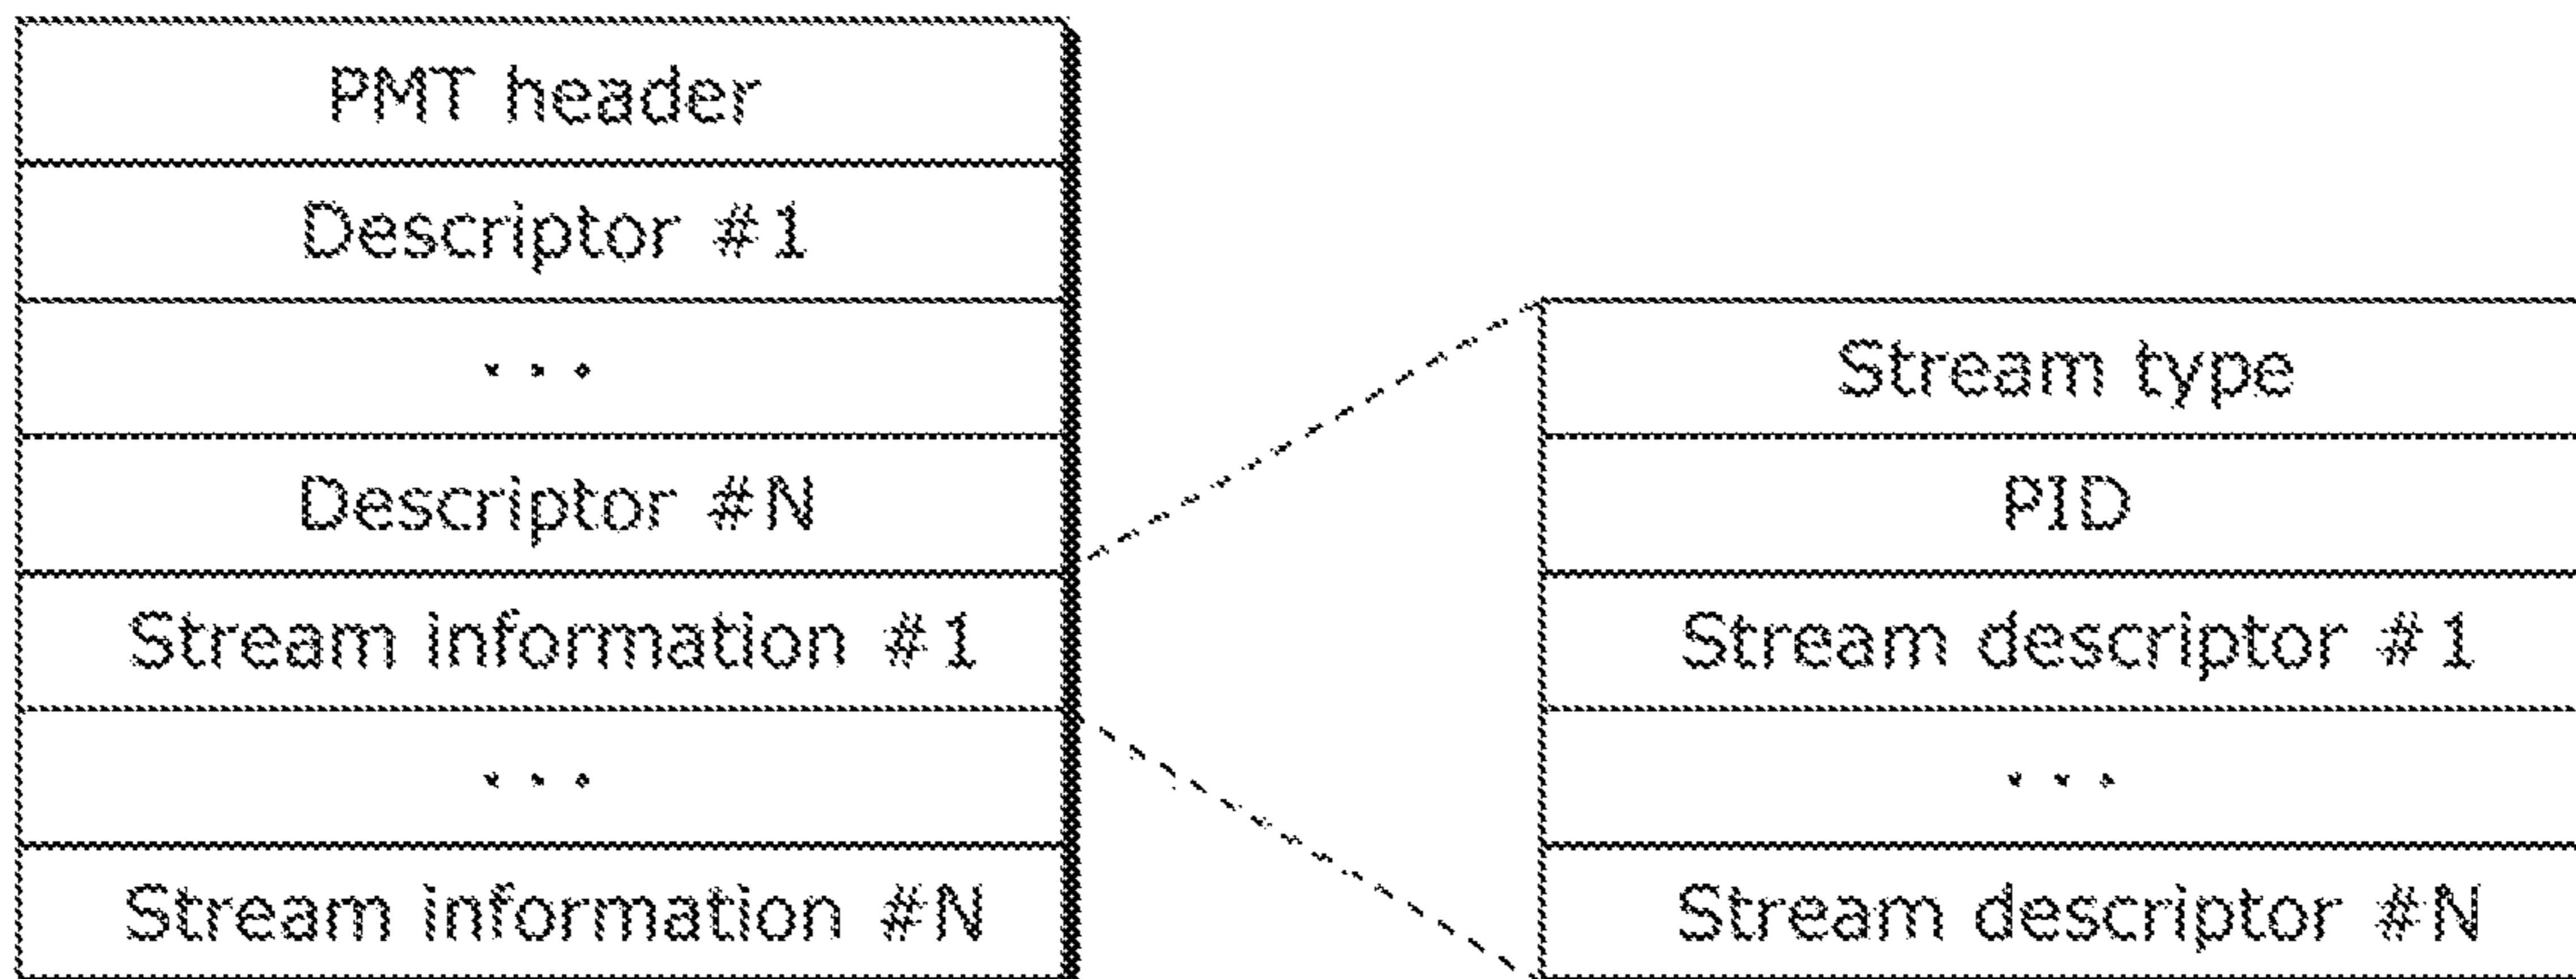 PMT header
Descriptor #1
...
Descriptor #N
Stream information #1
...
Stream information #N
Stream type
PID
Stream descriptor #1
...
Stream descriptor #N